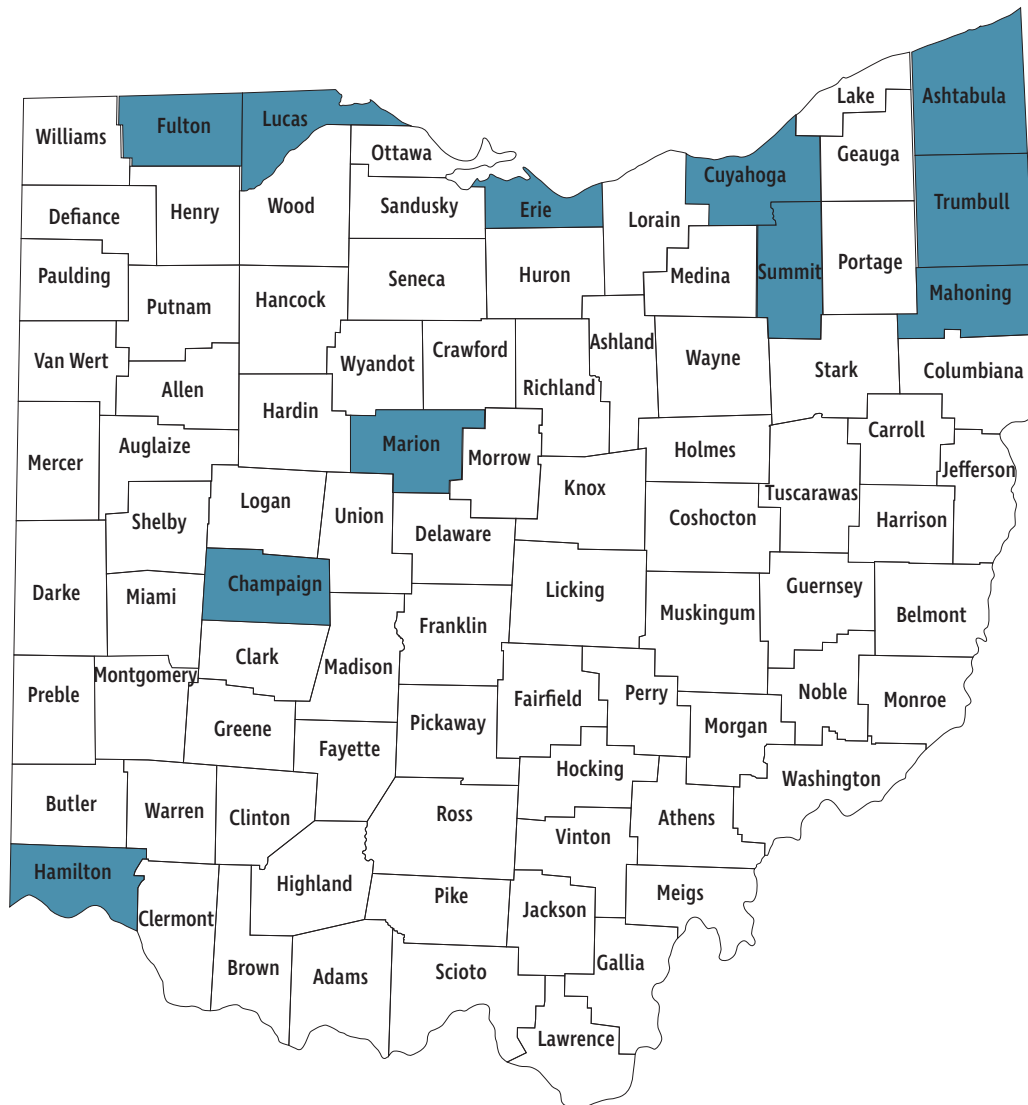 Ashtabula
Lake
Fulton
Lucas
Williams
Ottawa
Geauga
Cuyahoga
Trumbull
Defiance
Henry
Wood
Sandusky
Erie
Lorain
Paulding
Seneca
Huron
Medina
Summit
Portage
Mahoning
Putnam
Hancock
Van Wert
Allen
Wyandot
Crawford
Ashland
Wayne
Stark
Columbiana
Richland
Hardin
Mercer
Auglaize
Marion
Morrow
Holmes
Carroll
Jefferson
Knox
Tuscarawas
Logan
Union
Shelby
Delaware
Coshocton
Harrison
Darke
Miami
Champaign
Licking
Muskingum
Guernsey
Belmont
Franklin
Clark
Madison
Montgomery
Preble
Fairfield
Perry
Noble
Monroe
Greene
Pickaway
Morgan
Fayette
Hocking
Washington
Butler
Warren
Clinton
Ross
Vinton
Athens
Hamilton
Highland
Pike
Meigs
Jackson
Clermont
Brown
Adams
Scioto
Gallia
Lawrence